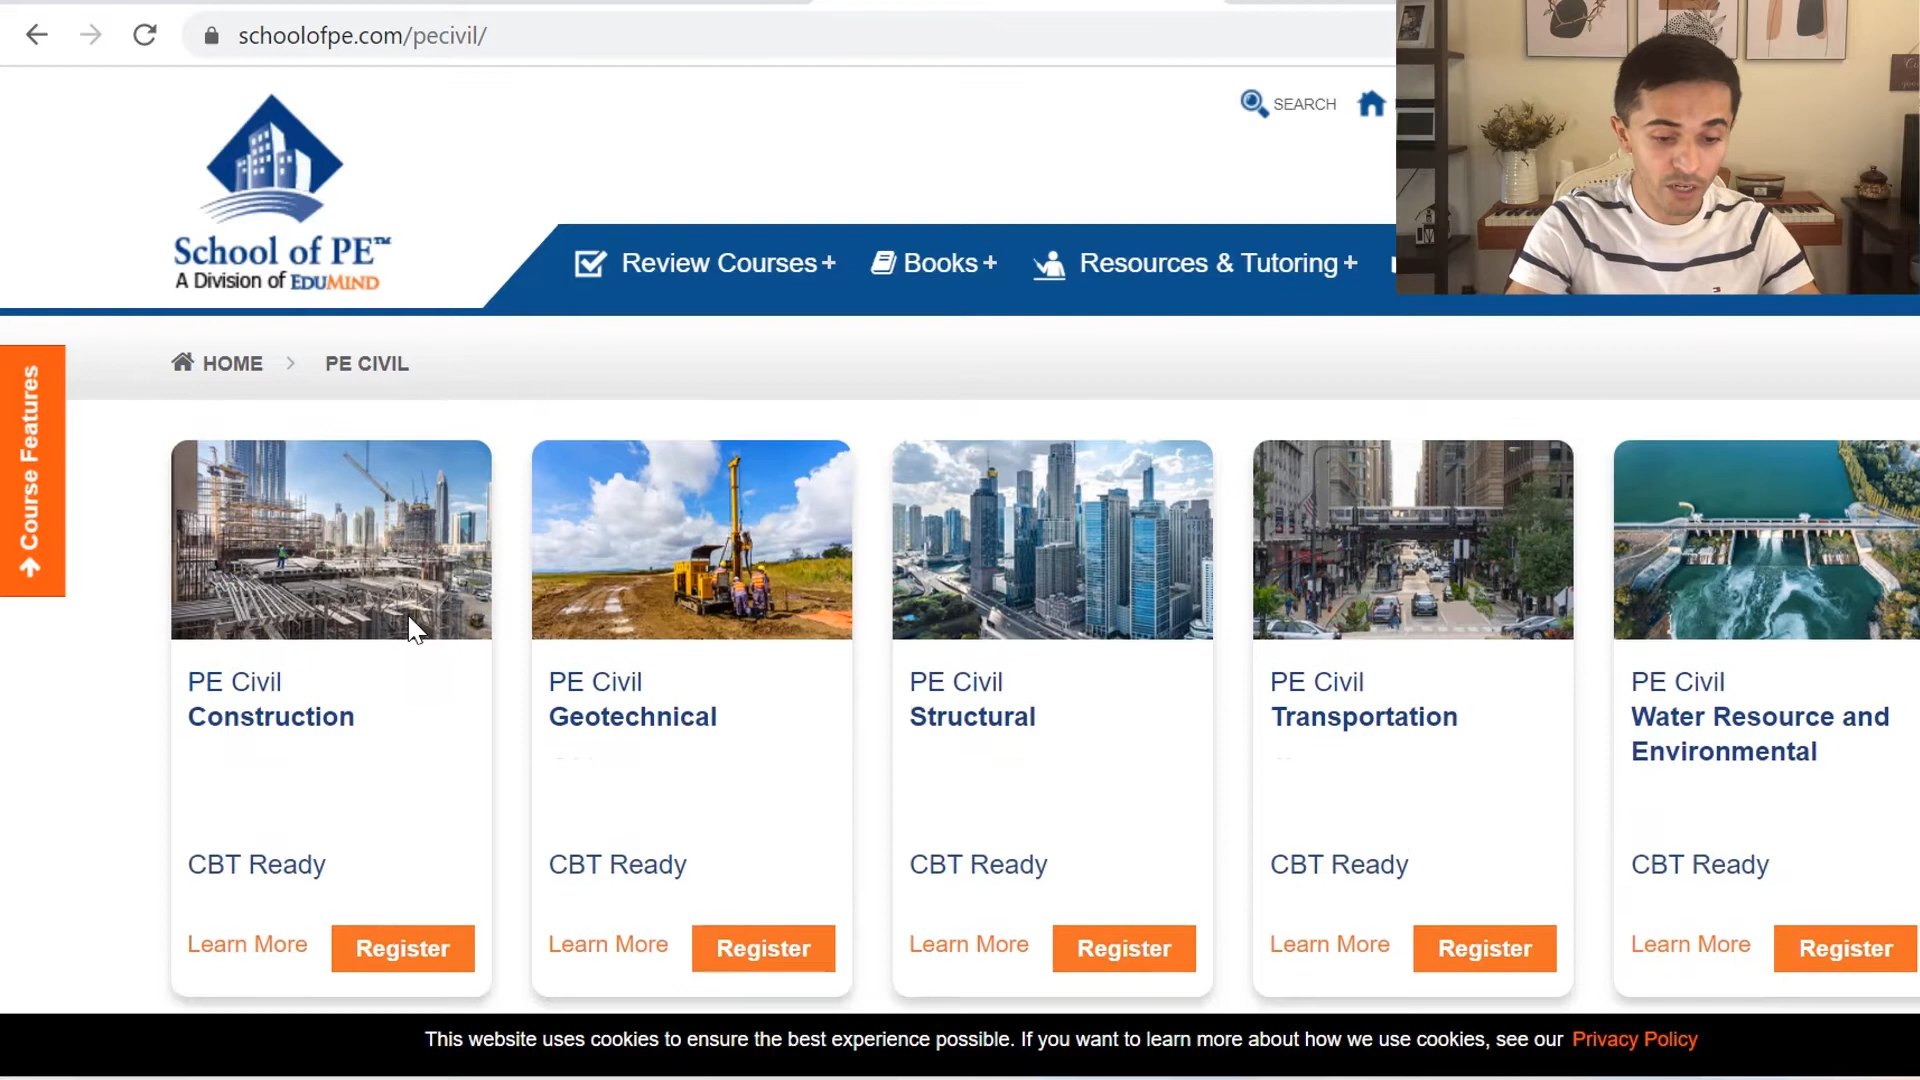 schoolofpe.com/pecivil/
SEARCH
School of PE™
A Division of EDUMIND
Review Courses +
Books +
Resources & Tutoring +
HOME > PE CIVIL
Course Features
PE Civil
Construction
CBT Ready
Learn More
Register
PE Civil
Geotechnical
CBT Ready
Learn More
Register
PE Civil
Structural
CBT Ready
Learn More
Register
PE Civil
Transportation
CBT Ready
Learn More
Register
PE Civil
Water Resource and
Environmental
CBT Ready
Learn More
Register
This website uses cookies to ensure the best experience possible. If you want to learn more about how we use cookies, see our Privacy Policy